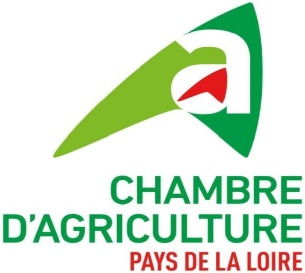 a
CHAMBRE
D'AGRICULTURE
PAYS DE LA LOIRE